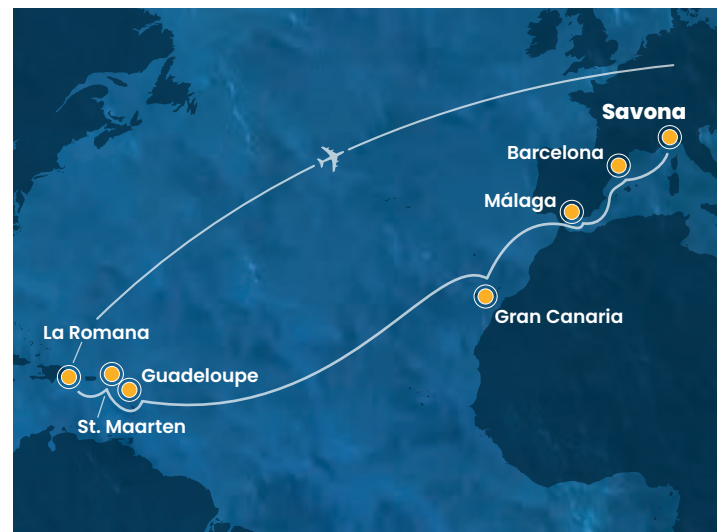 Savona
Barcelona
Málaga
Gran Canaria
La Romana
Guadeloupe
St. Maarten